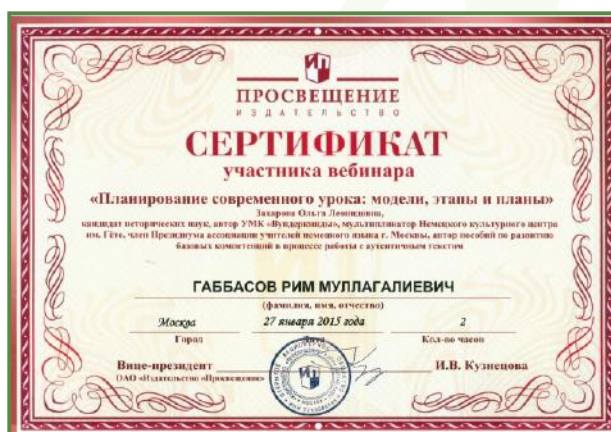 ИП
ПРОСВЕЩЕНИЕ
ИЗДАТЕЛЬСТВО
СЕРТИФИКАТ
участника вебинара
«Планирование современного урока: модели, этапы и планы»
Захарова Ольга Леонидовна,
кандидат исторических наук, автор УМК «Вундеркинды», мультипликатор Немецкого культурного центра
им. Гёте, член Президиума ассоциации учителей немецкого языка г. Москвы, автор пособий по развитию
базовых компетенций в процессе работы с аутентичным текстом
ГАББАСОВ РИМ МУЛЛАГАЛИЕВИЧ
(фамилия, имя, отчество)
Москва 27 января 2015 года 2
Город Дата Кол-во часов
Вице-президент И.В. Кузнецова
ОАО «Издательство «Просвещение»